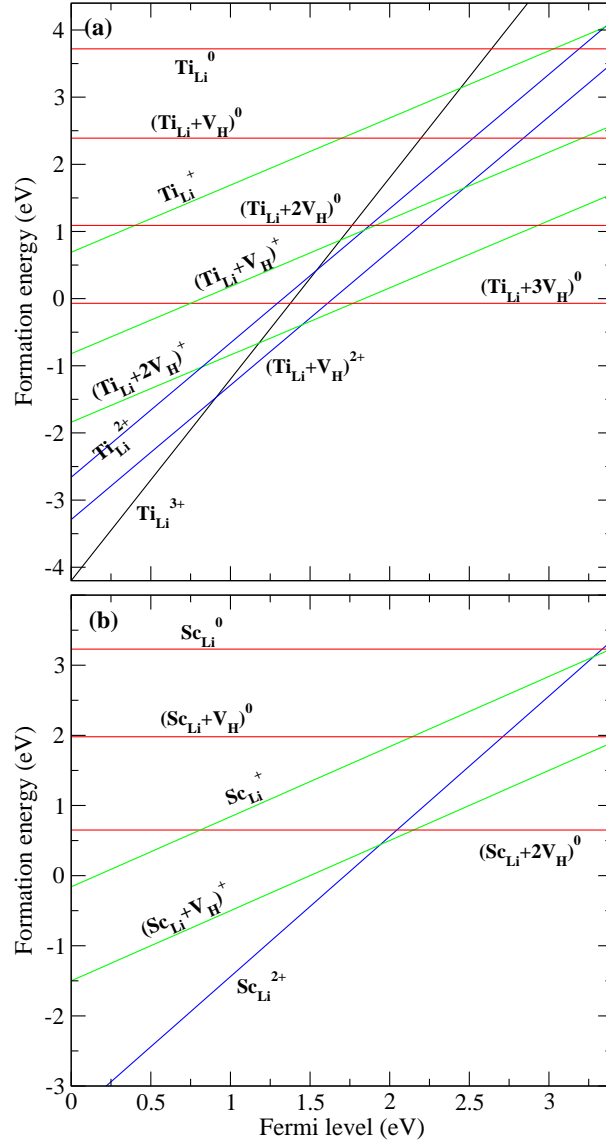 (a)
4
3
2
1
0
-1
-2
-3
-4
Formation energy (eV)
Ti_Li^0
(Ti_Li+V_H)^0
Ti_Li^+
(Ti_Li+2V_H)^0
(Ti_Li+V_H)^+
(Ti_Li+3V_H)^0
(Ti_Li+2V_H)^+
(Ti_Li+V_H)^2+
Ti_Li^2+
Ti_Li^3+
(b)
3
2
1
0
-1
-2
-3
Formation energy (eV)
Sc_Li^0
(Sc_Li+V_H)^0
Sc_Li^+
(Sc_Li+2V_H)^0
(Sc_Li+V_H)^+
Sc_Li^2+
0 0.5 1 1.5 2 2.5 3
Fermi level (eV)